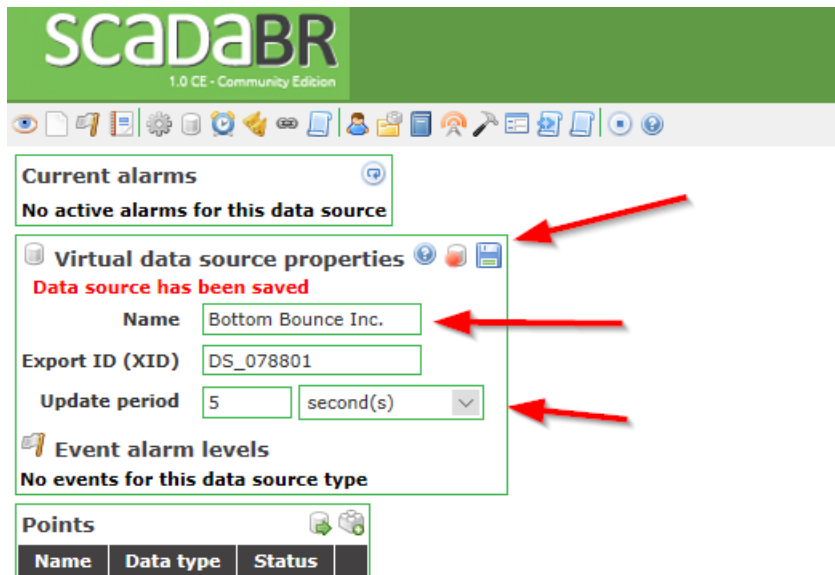 scaDaBR
1.0 CE - Community Edition
Current alarms
No active alarms for this data source
Virtual data source properties
Data source has been saved
Name Bottom Bounce Inc.
Export ID (XID) DS_078801
Update period 5 second(s)
Event alarm levels
No events for this data source type
Points
Name Data type Status